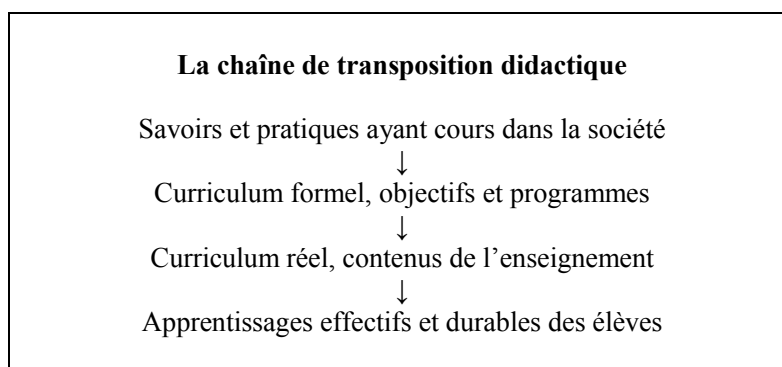 La chaîne de transposition didactique
Savoirs et pratiques ayant cours dans la société
↓
Curriculum formel, objectifs et programmes
↓
Curriculum réel, contenus de l’enseignement
↓
Apprentissages effectifs et durables des élèves